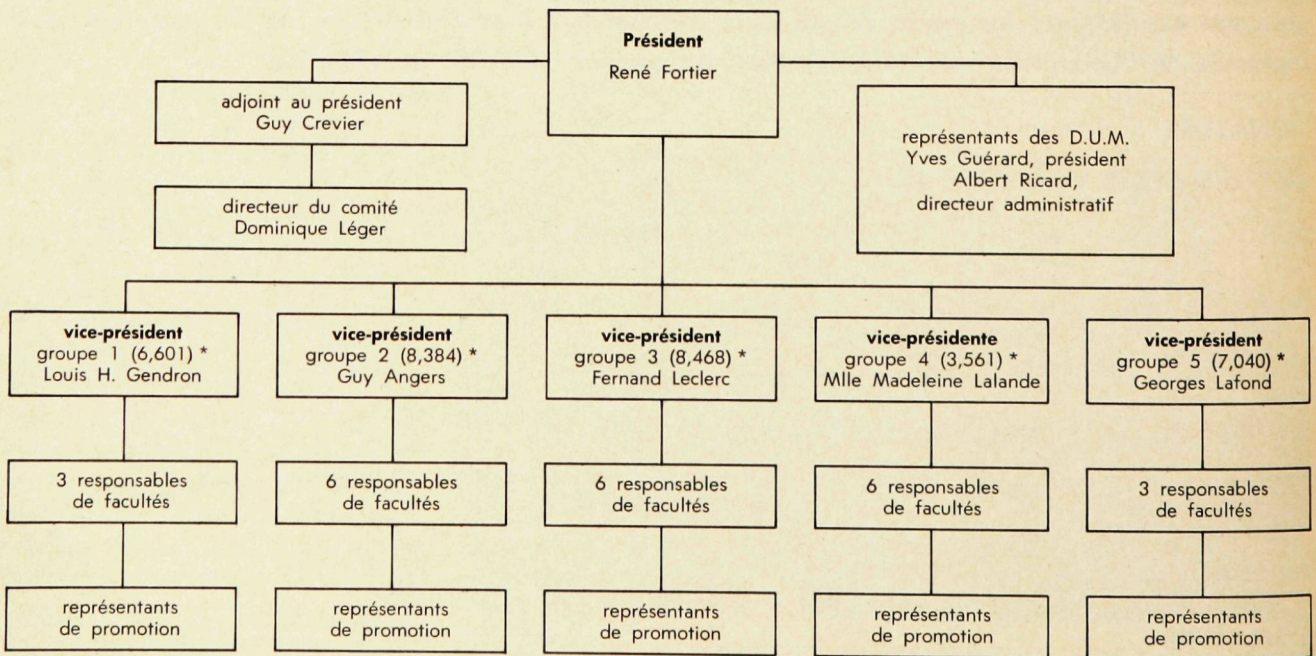 Président
René Fortier
adjoint au président
Guy Crevier
directeur du comité
Dominique Léger
représentants des D.U.M.
Yves Guérard, président
Albert Ricard,
directeur administratif
vice-président
groupe 1 (6,601) *
Louis H. Gendron
vice-président
groupe 2 (8,384) *
Guy Angers
vice-président
groupe 3 (8,468) *
Fernand Leclerc
vice-présidente
groupe 4 (3,561) *
Mlle Madeleine Lalande
vice-président
groupe 5 (7,040) *
Georges Lafond
3 responsables
de facultés
6 responsables
de facultés
6 responsables
de facultés
6 responsables
de facultés
3 responsables
de facultés
représentants
de promotion
représentants
de promotion
représentants
de promotion
représentants
de promotion
représentants
de promotion